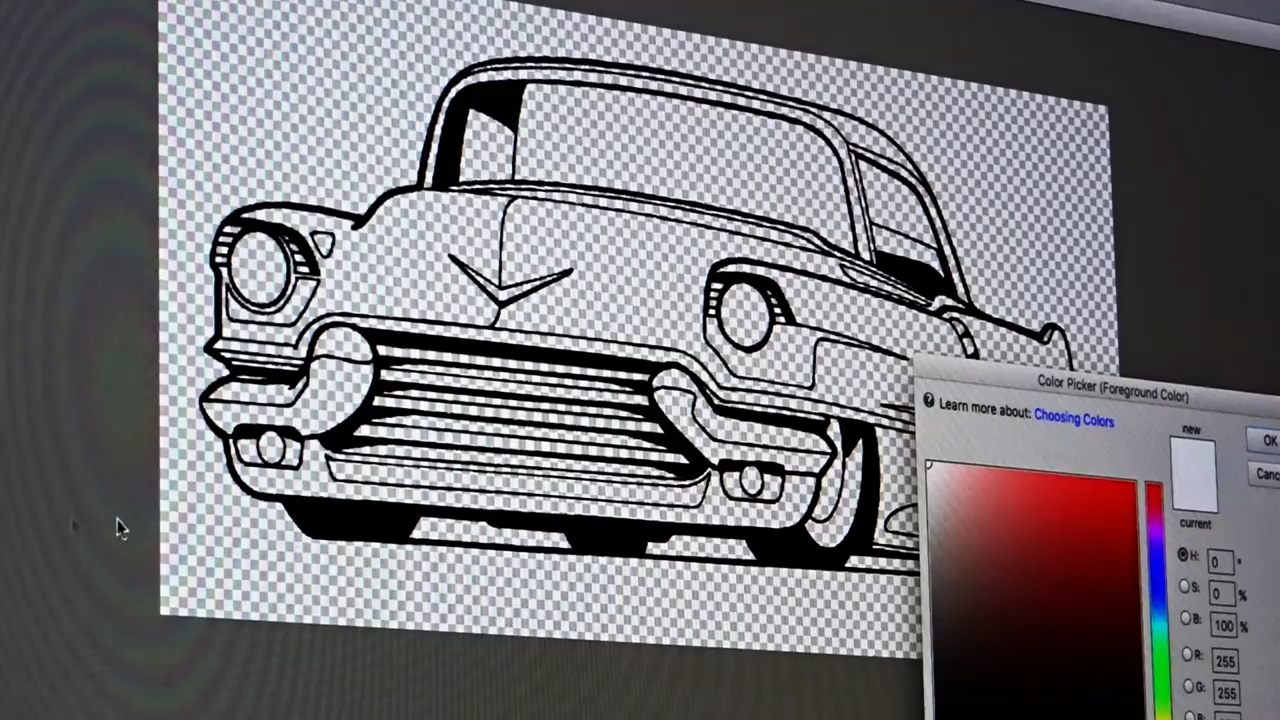 Color Picker (Foreground Color)
? Learn more about: Choosing Colors
new
OK
Canc
current
H: 0 °
S: 0 %
B: 100 %
R: 255
G: 255